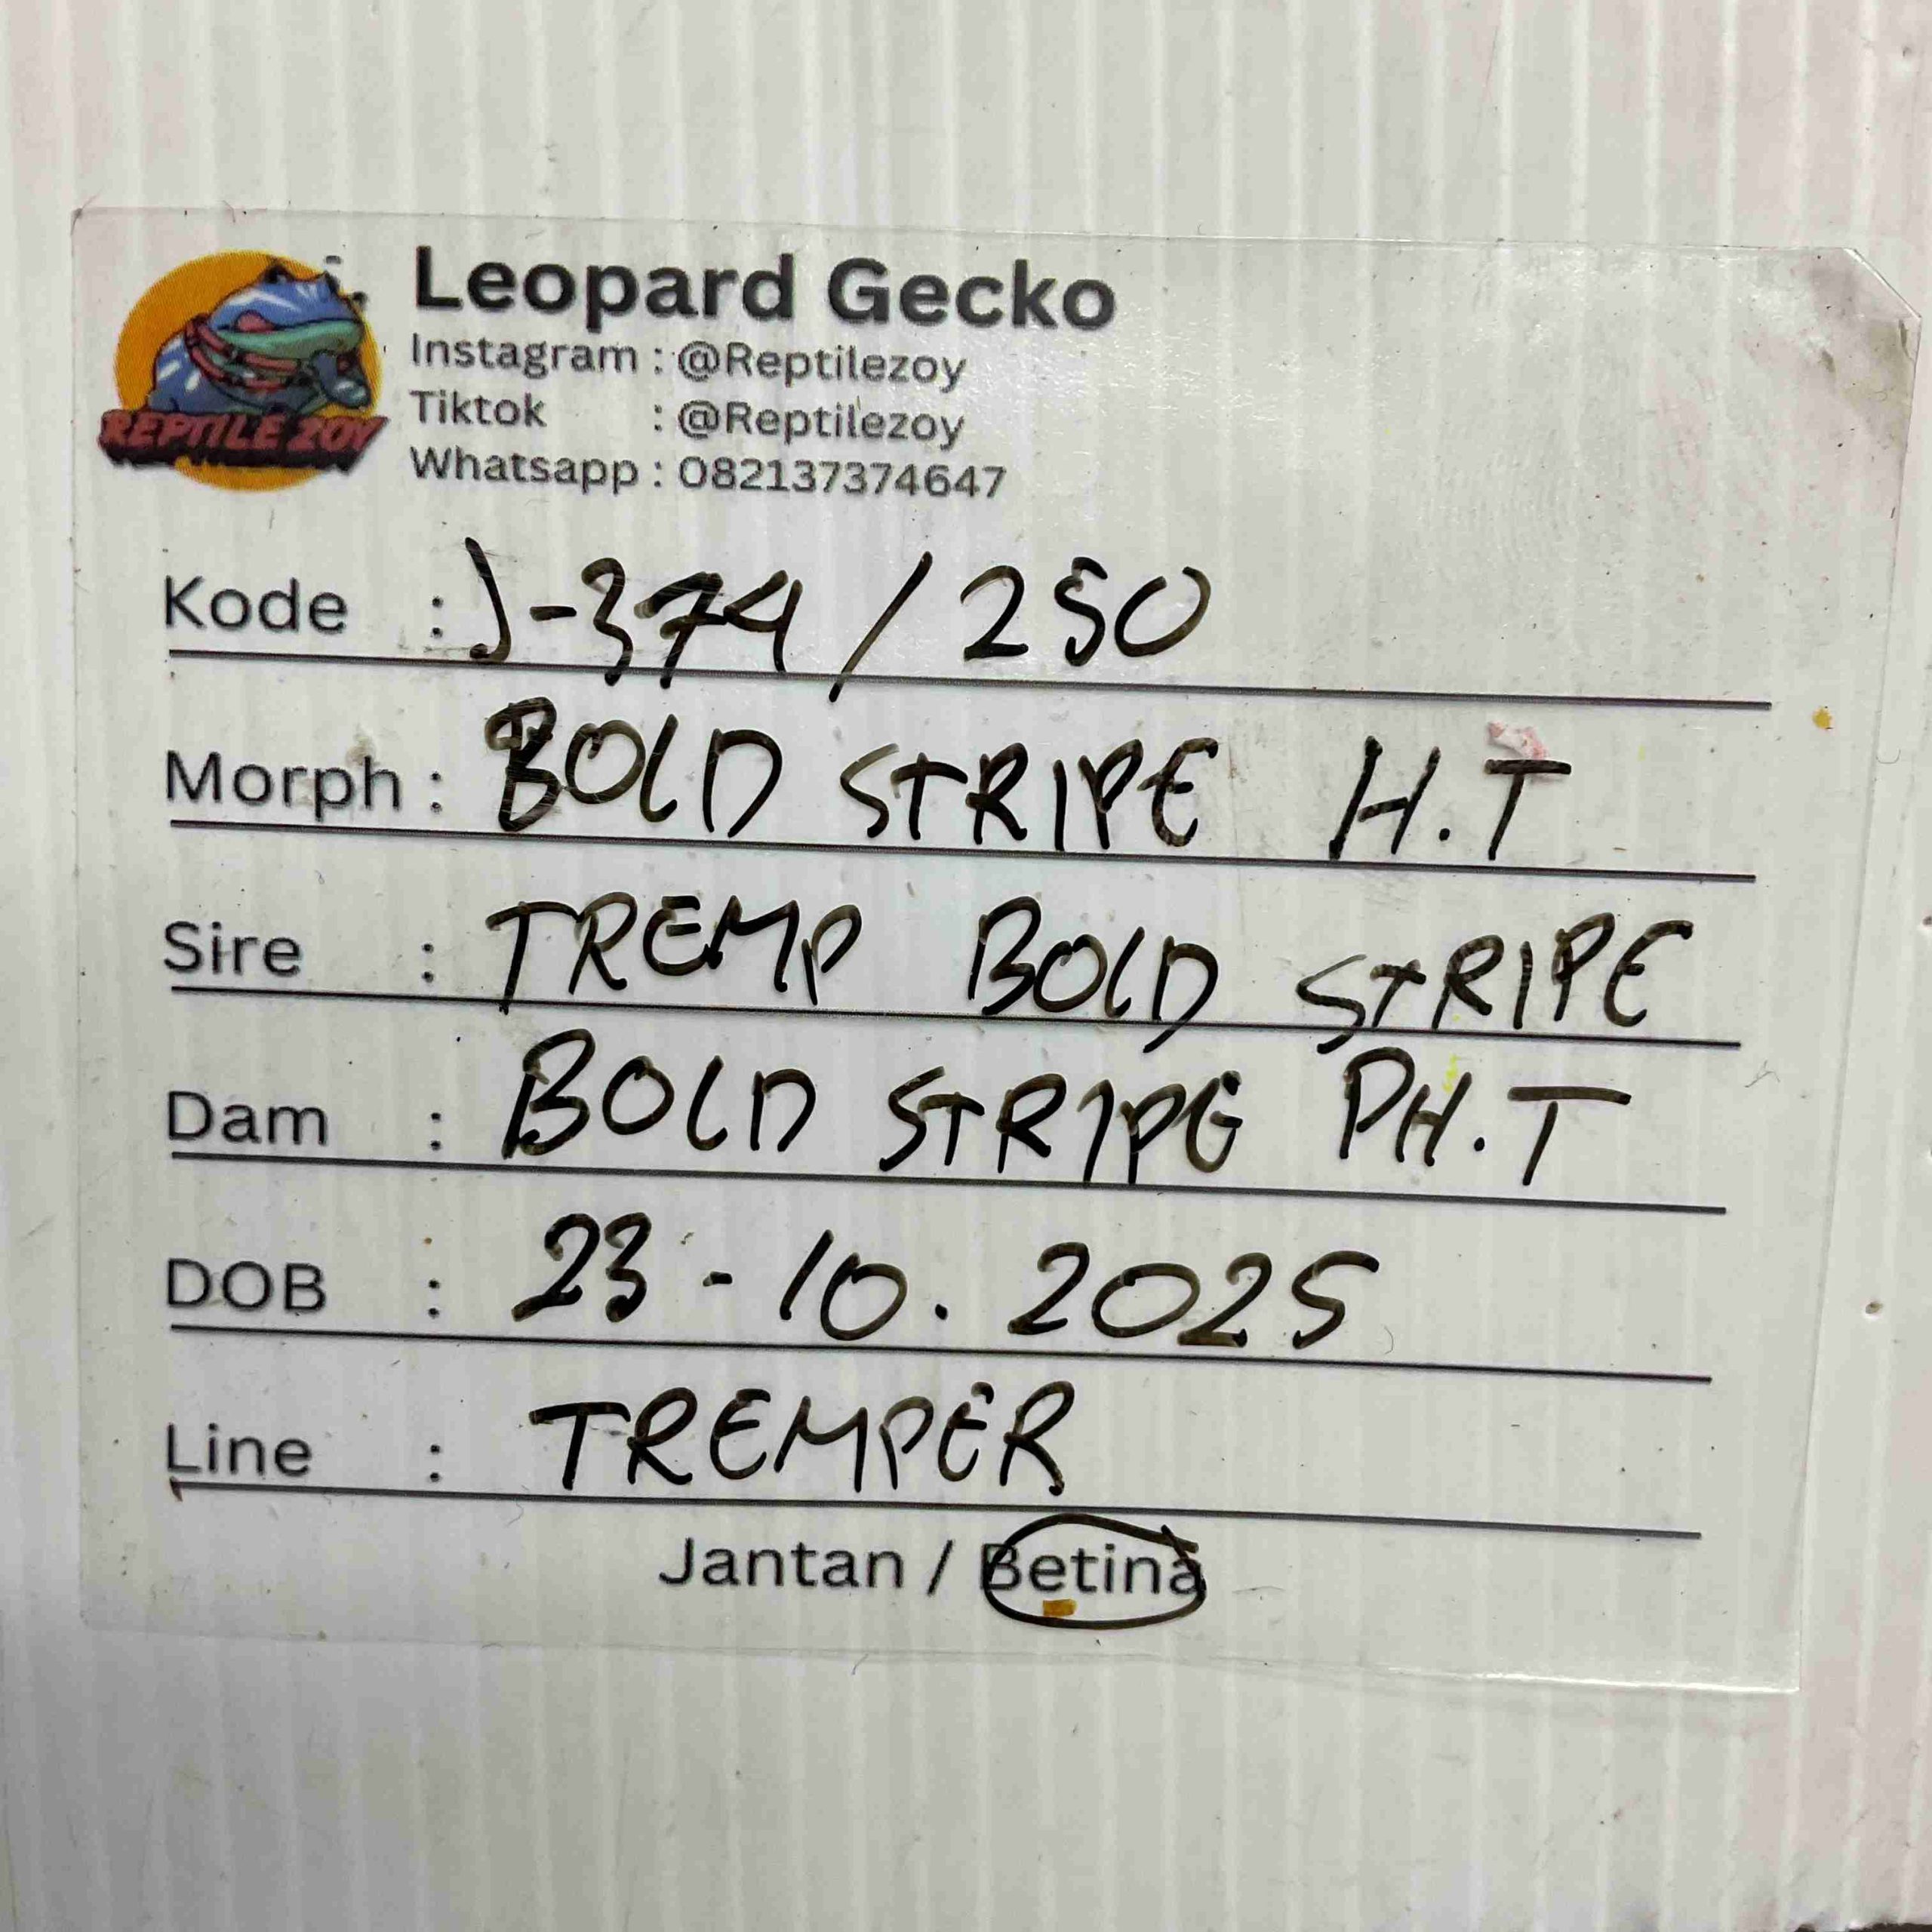 Leopard Gecko
Instagram : @Reptilezoy
Tiktok : @Reptilezoy
Whatsapp : 082137374647
REPTILE ZOY
Kode : J-374 / 250
Morph : BOLD STRIPE H.T
Sire : TREMP BOLD STRIPE
Dam : BOLD STRIPE PH.T
DOB : 23-10.2025
Line : TREMPER
Jantan / Betina